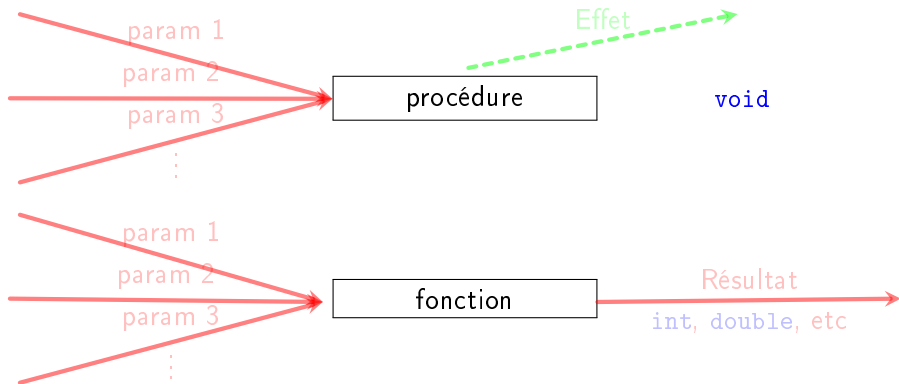 param 1
Effet
param 2
procédure
void
param 3
⋮
param 1
param 2
Résultat
fonction
param 3
int, double, etc
⋮